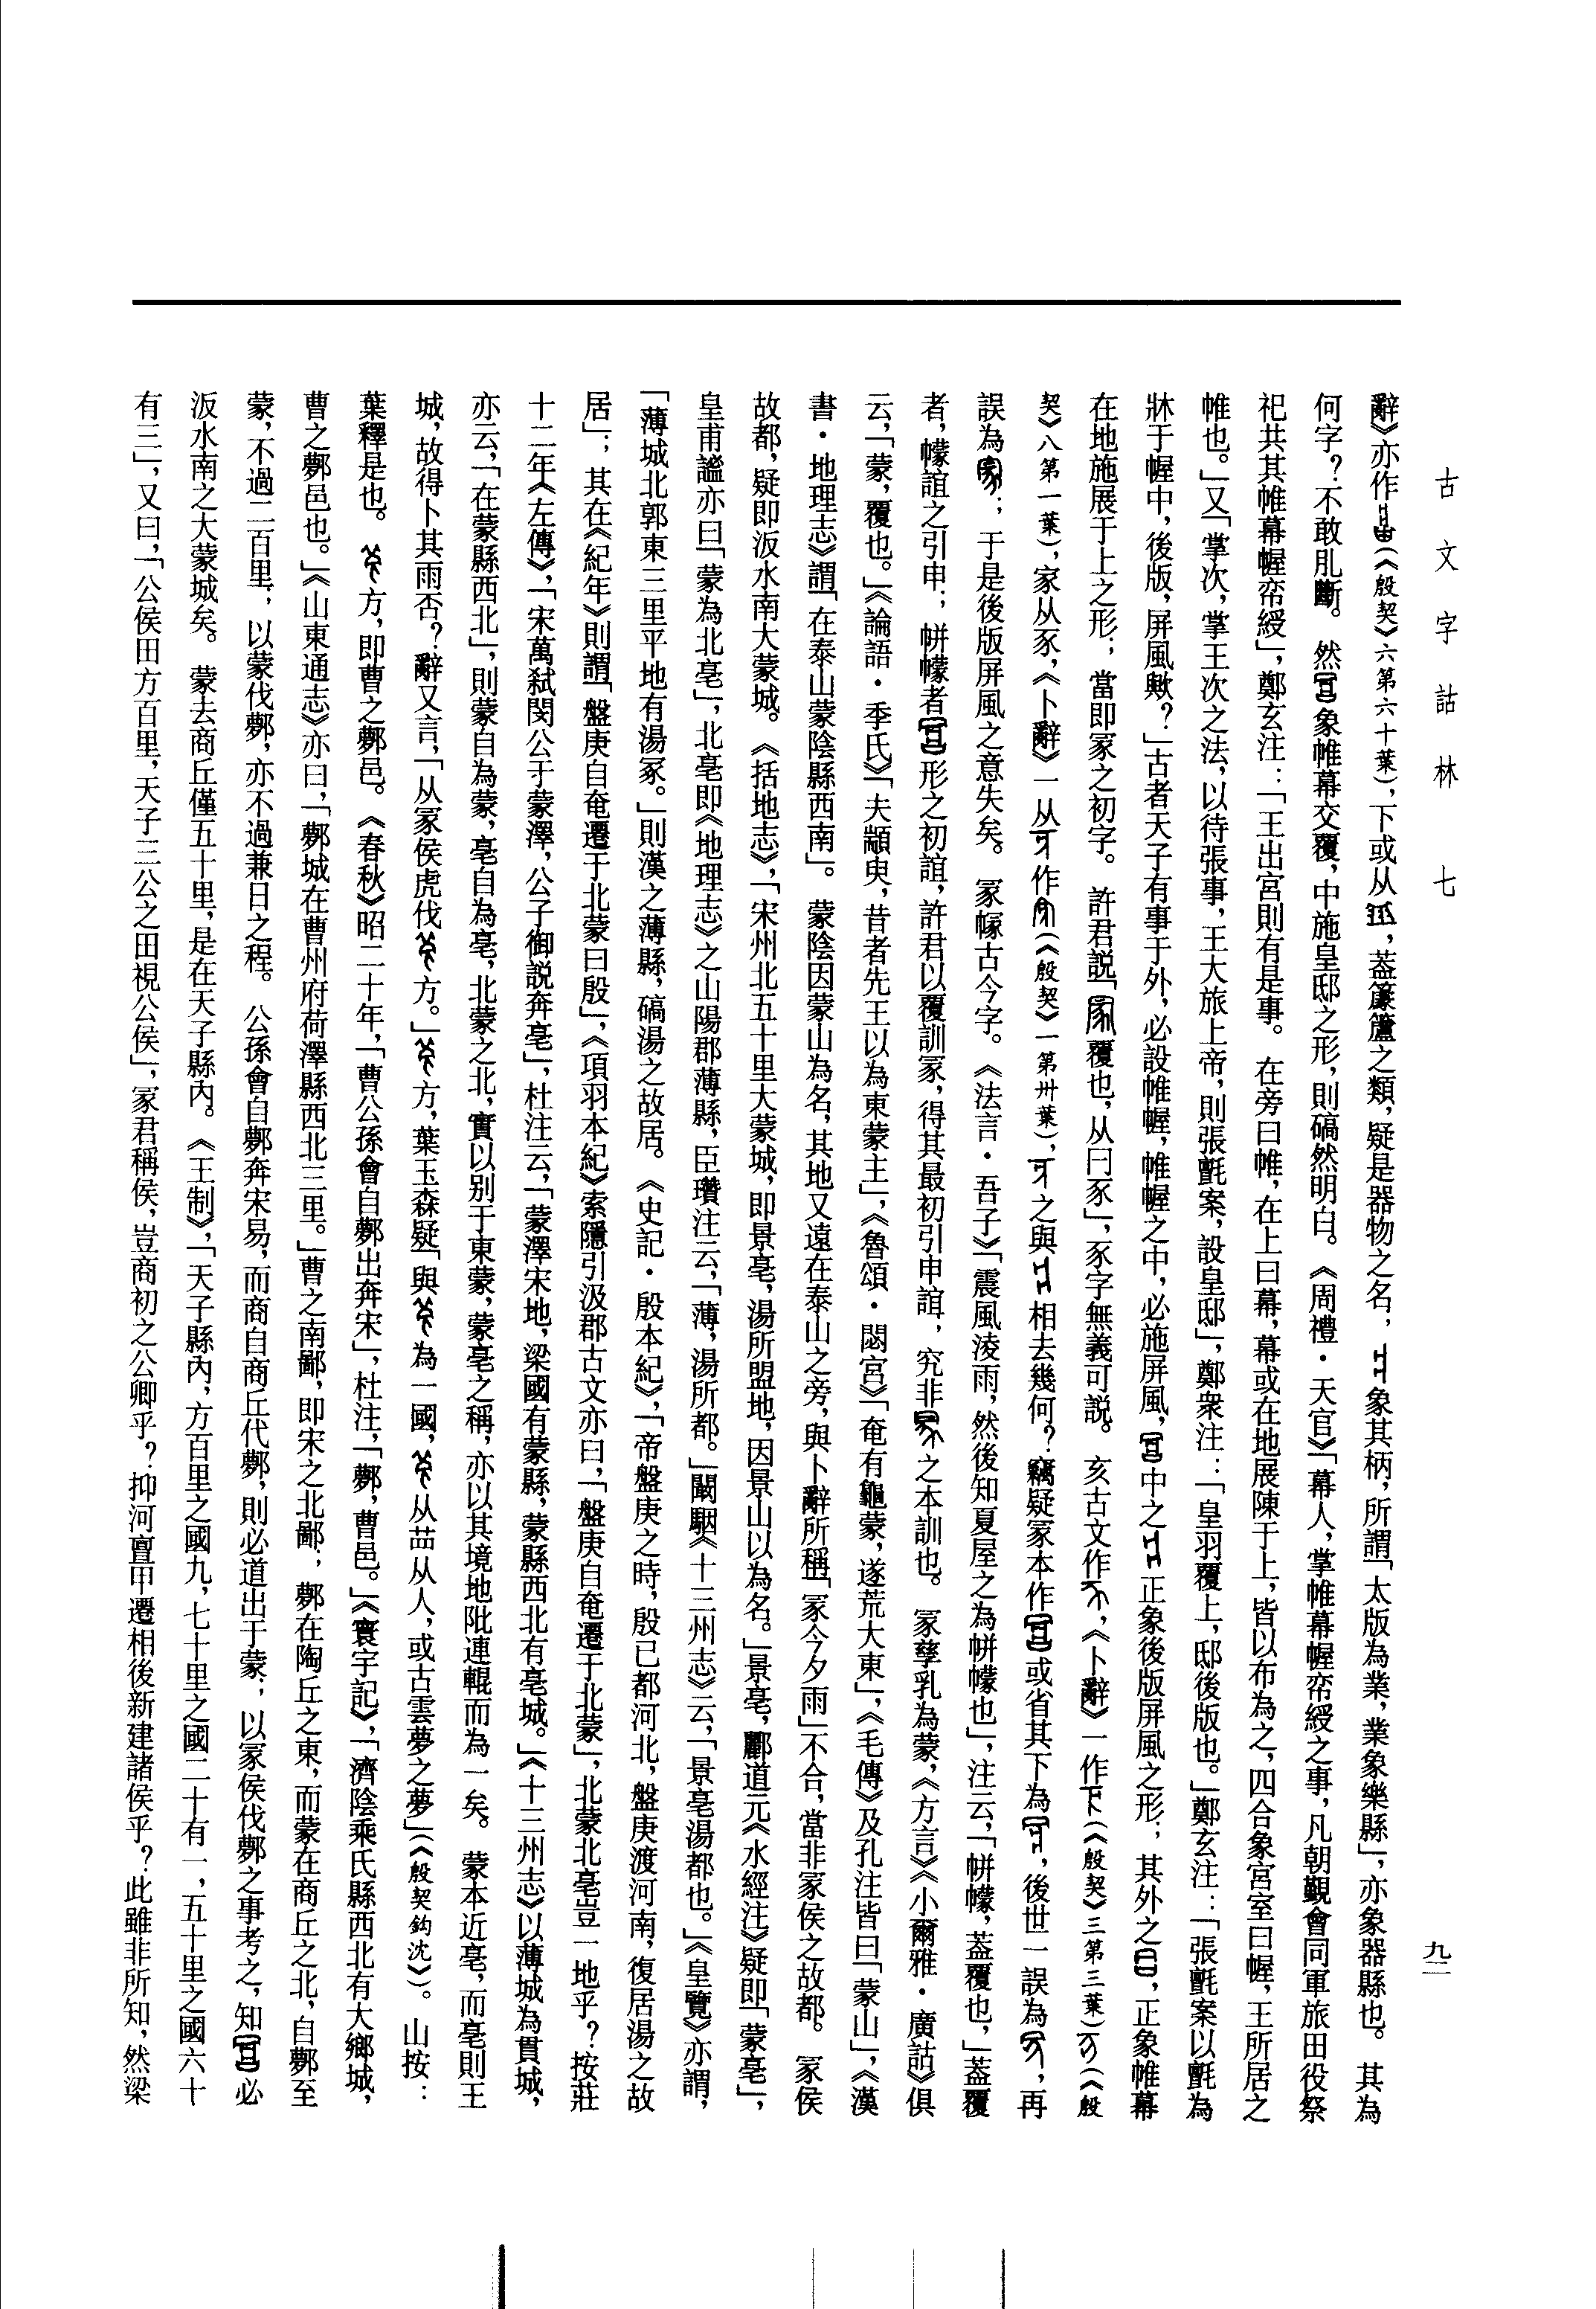 古文字詁林 七
九二
辭》亦作(《殷契》六第六十葉),下或从,葢籧籚之類,疑是器物之名,象其柄,所謂「太版為業,業象樂縣」,亦象器縣也。其為
何字?不敢肊斷。然象帷幕交覆,中施皇邸之形,則碻然明白。《周禮·天官》「幕人,掌帷幕幄帟綬之事,凡朝覲會同軍旅田役祭
祀共其帷幕幄帟綬」,鄭玄注:「王出宮則有是事。在旁曰帷,在上曰幕,幕或在地展陳于上,皆以布為之,四合象宮室曰幄,王所居之
帷也。」又「掌次,掌王次之法,以待張事,王大旅上帝,則張氈案,設皇邸」,鄭衆注:「皇羽覆上,邸後版也。」鄭玄注:「張氈案以氈為
牀于幄中,後版,屏風歟?」古者天子有事于外,必設帷幄,帷幄之中,必施屏風,中之正象後版屏風之形;其外之,正象帷幕
在地施展于上之形;當即冡之初字。許君説「覆也,从冃豕」,豕字無義可説。亥古文作,《卜辭》一作(《殷契》三第三葉)(《殷
契》八第一葉),家从豕,《卜辭》一从作(《殷契》一第卅葉),之與相去幾何?竊疑冡本作或省其下為,後世一誤為,再
誤為;于是後版屏風之意失矣。冡幏古今字。《法言·吾子》「震風淩雨,然後知夏屋之為帡幪也」,注云,「帡幪,葢覆也,」葢覆
者,幪誼之引申;帡幪者形之初誼,許君以覆訓冡,得其最初引申誼,究非之本訓也。冡孳乳為蒙,《方言》《小爾雅·廣詁》俱
云,「蒙,覆也。」《論語·季氏》「夫顓臾,昔者先王以為東蒙主」,《魯頌·閟宮》「奄有龜蒙,遂荒大東」,《毛傳》及孔注皆曰「蒙山」,《漢
書·地理志》謂「在泰山蒙陰縣西南」。蒙陰因蒙山為名,其地又遠在泰山之旁,與卜辭所稱「冡今夕雨」不合,當非冡侯之故都。冡侯
故都,疑即汳水南大蒙城。《括地志》,「宋州北五十里大蒙城,即景亳,湯所盟地,因景山以為名。」景亳,酈道元《水經注》疑即「蒙亳」,
皇甫謐亦曰「蒙為北亳」,北亳即《地理志》之山陽郡薄縣,臣瓚注云,「薄,湯所都。」闞駰《十三州志》云,「景亳湯都也。」《皇覽》亦謂,
「薄城北郭東三里平地有湯冢。」則漢之薄縣,碻湯之故居。《史記·殷本紀》,「帝盤庚之時,殷已都河北,盤庚渡河南,復居湯之故
居」;其在《紀年》則謂「盤庚自奄遷于北蒙曰殷」,《項羽本紀》索隱引汲郡古文亦曰,「盤庚自奄遷于北蒙」,北蒙北亳豈一地乎?按莊
十二年《左傳》,「宋萬弑閔公于蒙澤,公子御説奔亳」,杜注云,「蒙澤宋地,梁國有蒙縣,蒙縣西北有亳城。」《十三州志》以薄城為貫城,
亦云,「在蒙縣西北」,則蒙自為蒙,亳自為亳,北蒙之北,實以别于東蒙,蒙亳之稱,亦以其境地毗連輥而為一矣。蒙本近亳,而亳則王
城,故得卜其雨否?辭又言,「从冡侯虎伐方。」方,葉玉森疑「與為一國,从茁从人,或古雲夢之夢」(《殷契鈎沈》)。山按:
葉釋是也。方,即曹之鄸邑。《春秋》昭二十年,「曹公孫會自鄸出奔宋」,杜注,「鄸,曹邑。」《寰宇記》,「濟陰乘氏縣西北有大鄉城,
曹之鄸邑也。」《山東通志》亦曰,「鄸城在曹州府荷澤縣西北三里。」曹之南鄙,即宋之北鄙;鄸在陶丘之東,而蒙在商丘之北,自鄸至
蒙,不過二百里;以蒙伐鄸,亦不過兼日之程。公孫會自鄸奔宋易,而商自商丘代鄸,則必道出于蒙;以冡侯伐鄸之事考之,知必
汳水南之大蒙城矣。蒙去商丘僅五十里,是在天子縣內。《王制》,「天子縣內,方百里之國九,七十里之國二十有一,五十里之國六十
有三」,又曰,「公侯田方百里,天子三公之田視公侯」,冡君稱侯,豈商初之公卿乎?抑河亶甲遷相後新建諸侯乎?此雖非所知,然梁